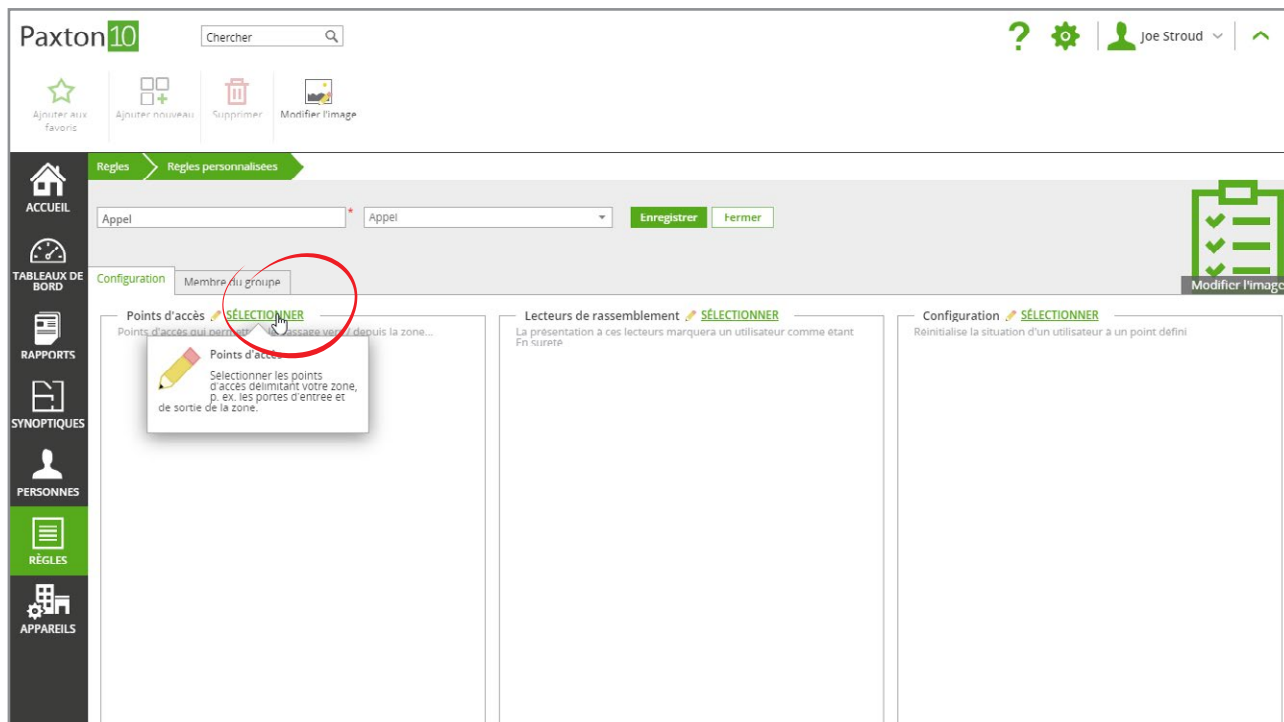 Paxton10
Chercher
Joe Stroud
Ajouter aux
favoris
Ajouter nouveau
Supprimer
Modifier l'image
Règles
Règles personnalisées
ACCUEIL
TABLEAUX DE
BORD
RAPPORTS
SYNOPTIQUES
PERSONNES
RÈGLES
APPAREILS
Appel *
Appel
Enregistrer
Fermer
Modifier l'image
Configuration
Membre du groupe
Points d'accès SÉLECTIONNER
Points d'accès qui permettent le passage vers / depuis la zone...
Points d'accès
Sélectionner les points
d'accès délimitant votre zone,
p. ex. les portes d'entrée et
de sortie de la zone.
Lecteurs de rassemblement SÉLECTIONNER
La présentation à ces lecteurs marquera un utilisateur comme étant
En sureté
Configuration SÉLECTIONNER
Réinitialise la situation d'un utilisateur à un point défini